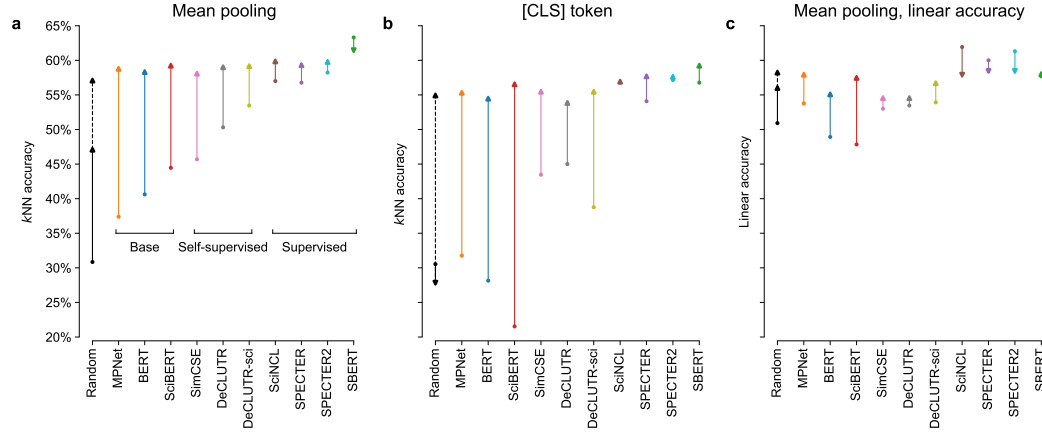 a
Mean pooling
65%
60%
55%
50%
45%
40%
35%
30%
25%
20%
kNN accuracy
Base
Self-supervised
Supervised
Random
MPNet
BERT
SciBERT
SimCSE
DeCLUTR
DeCLUTR-sci
SciNCL
SPECTER
SPECTER2
SBERT
b
[CLS] token
kNN accuracy
Random
MPNet
BERT
SciBERT
SimCSE
DeCLUTR
DeCLUTR-sci
SciNCL
SPECTER
SPECTER2
SBERT
c
Mean pooling, linear accuracy
Linear accuracy
Random
MPNet
BERT
SciBERT
SimCSE
DeCLUTR
DeCLUTR-sci
SciNCL
SPECTER
SPECTER2
SBERT